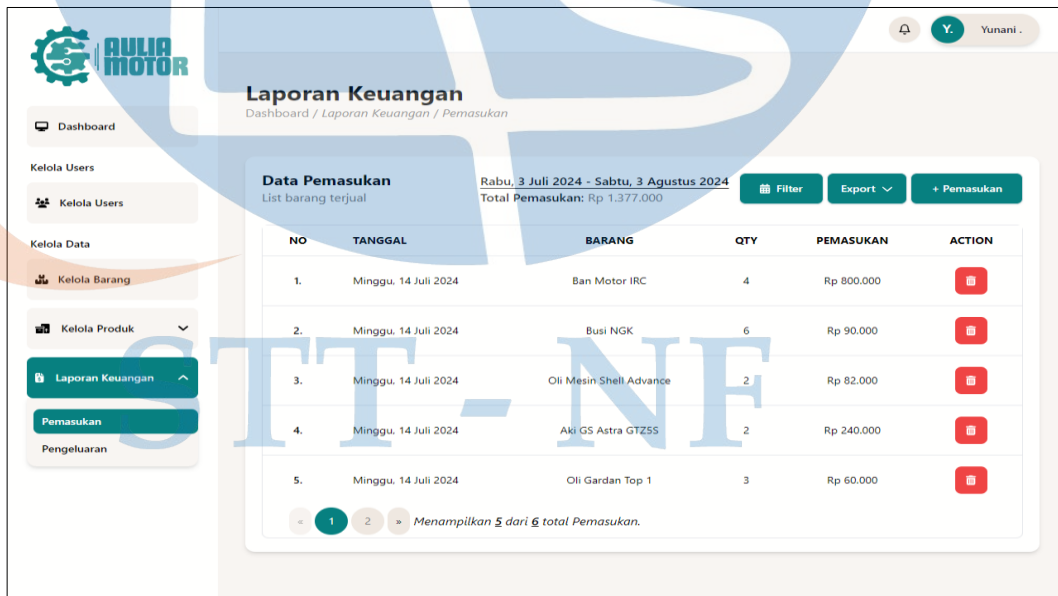 AULIA
MOTOR
Y.
Yunani .
Laporan Keuangan
Dashboard / Laporan Keuangan / Pemasukan
Dashboard
Kelola Users
Kelola Users
Kelola Data
Kelola Barang
Kelola Produk
Laporan Keuangan
Pemasukan
Pengeluaran
Data Pemasukan
List barang terjual
Rabu, 3 Juli 2024 - Sabtu, 3 Agustus 2024
Total Pemasukan: Rp 1.377.000
Filter
Export
+ Pemasukan
NO TANGGAL BARANG QTY PEMASUKAN ACTION
1. Minggu, 14 Juli 2024 Ban Motor IRC 4 Rp 800.000
2. Minggu, 14 Juli 2024 Busi NGK 6 Rp 90.000
3. Minggu, 14 Juli 2024 Oli Mesin Shell Advance 2 Rp 82.000
4. Minggu, 14 Juli 2024 Aki GS Astra GTZ5S 2 Rp 240.000
5. Minggu, 14 Juli 2024 Oli Gardan Top 1 3 Rp 60.000
« 1 2 » Menampilkan 5 dari 6 total Pemasukan.
STT - NF